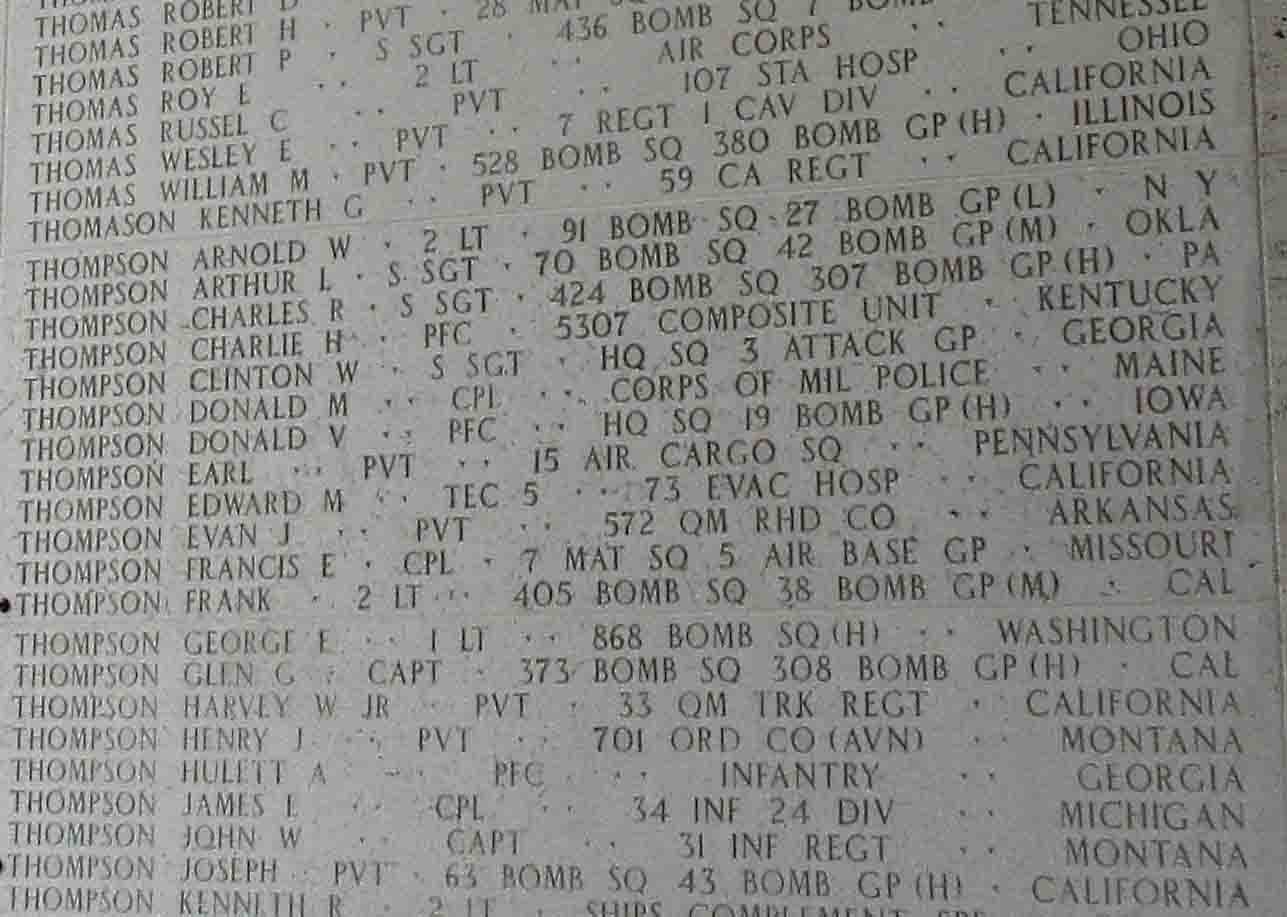 THOMAS ROBERT D
THOMAS ROBERT H · PVT · 28 MAT SQ
THOMAS ROBERT P · S SGT · 436 BOMB SQ 7 BOMB
THOMAS ROY E · · 2 LT · · AIR CORPS · · TENNESSEE
THOMAS RUSSEL C · · PVT · · 107 STA HOSP · · OHIO
THOMAS WESLEY E · · PVT · · 7 REGT 1 CAV DIV · · CALIFORNIA
THOMAS WILLIAM M · PVT · 528 BOMB SQ 380 BOMB GP (H) · ILLINOIS
THOMASON KENNETH G · · PVT · · 59 CA REGT · · CALIFORNIA
THOMPSON ARNOLD W · 2 LT · 91 BOMB SQ 27 BOMB GP (L) · N Y
THOMPSON ARTHUR L · S SGT · 70 BOMB SQ 42 BOMB GP (M) · OKLA
THOMPSON CHARLES R · S SGT · 424 BOMB SQ 307 BOMB GP (H) · PA
THOMPSON CHARLIE H · PFC · 5307 COMPOSITE UNIT · KENTUCKY
THOMPSON CLINTON W · S SGT · HQ SQ 3 ATTACK GP · GEORGIA
THOMPSON DONALD M · · CPL · · CORPS OF MIL POLICE · · MAINE
THOMPSON DONALD V · · PFC · · HQ SQ 19 BOMB GP (H) · · IOWA
THOMPSON EARL · · PVT · · 15 AIR CARGO SQ · · PENNSYLVANIA
THOMPSON EDWARD M · · TEC 5 · · 73 EVAC HOSP · · CALIFORNIA
THOMPSON EVAN J · · PVT · · 572 QM RHD CO · · ARKANSAS
THOMPSON FRANCIS E · CPL · 7 MAT SQ 5 AIR BASE GP · MISSOURI
THOMPSON FRANK · 2 LT · · 405 BOMB SQ 38 BOMB GP (M) · CAL
THOMPSON GEORGE E · · 1 LT · · 868 BOMB SQ (H) · · WASHINGTON
THOMPSON GLEN G · CAPT · 373 BOMB SQ 308 BOMB GP (H) · CAL
THOMPSON HARVEY W JR · PVT · 33 QM TRK REGT · CALIFORNIA
THOMPSON HENRY J · · PVT · · 701 ORD CO (AVN) · · MONTANA
THOMPSON HULETT A · · PFC · · INFANTRY · · GEORGIA
THOMPSON JAMES L · · CPL · · 34 INF 24 DIV · · MICHIGAN
THOMPSON JOHN W · · CAPT · · 31 INF REGT · · MONTANA
THOMPSON JOSEPH · PVT · 63 BOMB SQ 43 BOMB GP (H) · CALIFORNIA
THOMPSON KENNETH R · 2 LT · SHIPS COMPLEMENT